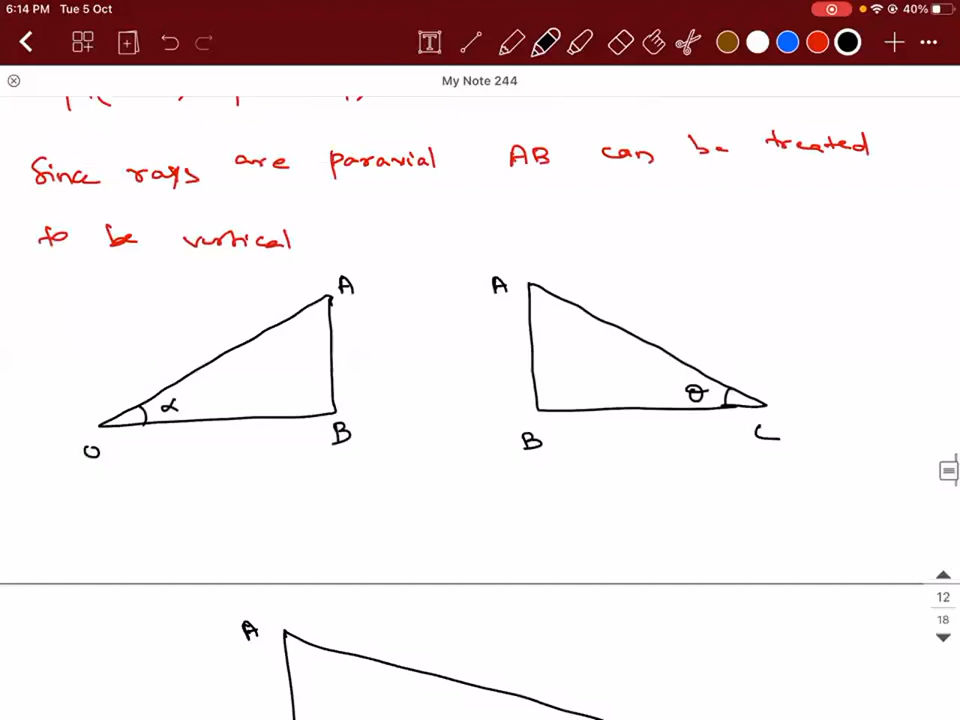 6:14 PM Tue 5 Oct
40%
T
My Note 244
Since rays are paraxial AB can be treated
to be vertical
A
α
O
B
A
θ
B
C
12
18
A